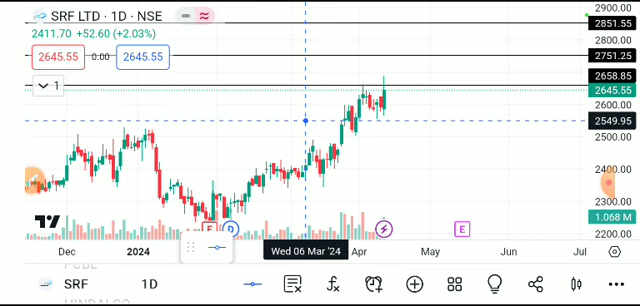 SRF LTD · 1D · NSE
2411.70 +52.60 (+2.03%)
2645.55 0.00 2645.55
1
2900.00
2851.55
2800.00
2751.25
2658.85
2645.55
2600.00
2549.95
2400.00
2300.00
1.068 M
2200.00
E D E
Dec 2024 Wed 06 Mar '24 Apr May Jun Jul
SRF 1D
HINDALCO